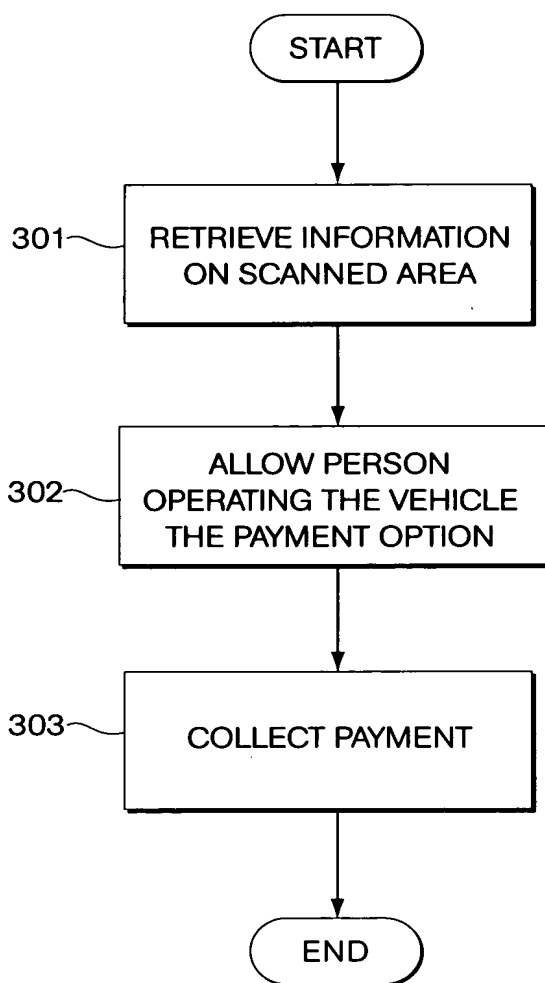 START
301
RETRIEVE INFORMATION
ON SCANNED AREA
302
ALLOW PERSON
OPERATING THE VEHICLE
THE PAYMENT OPTION
303
COLLECT PAYMENT
END